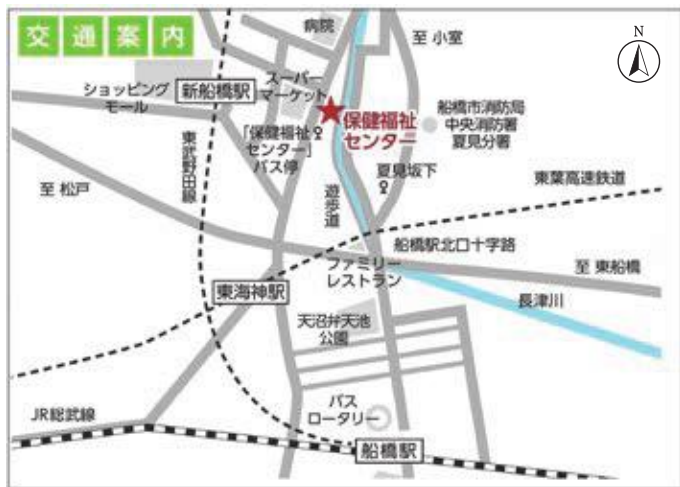 交通案内
病院
至 小室
N
スーパー
マーケット
ショッピング
モール
新船橋駅
保健福祉
センター
船橋市消防局
中央消防署
夏見分署
「保健福祉
センター」
バス停
東武野田線
夏見坂下
遊歩道
東葉高速鉄道
至 松戸
船橋駅北口十字路
ファミリー
レストラン
至 東船橋
東海神駅
長津川
天沼弁天池
公園
バス
ロータリー
JR総武線
船橋駅